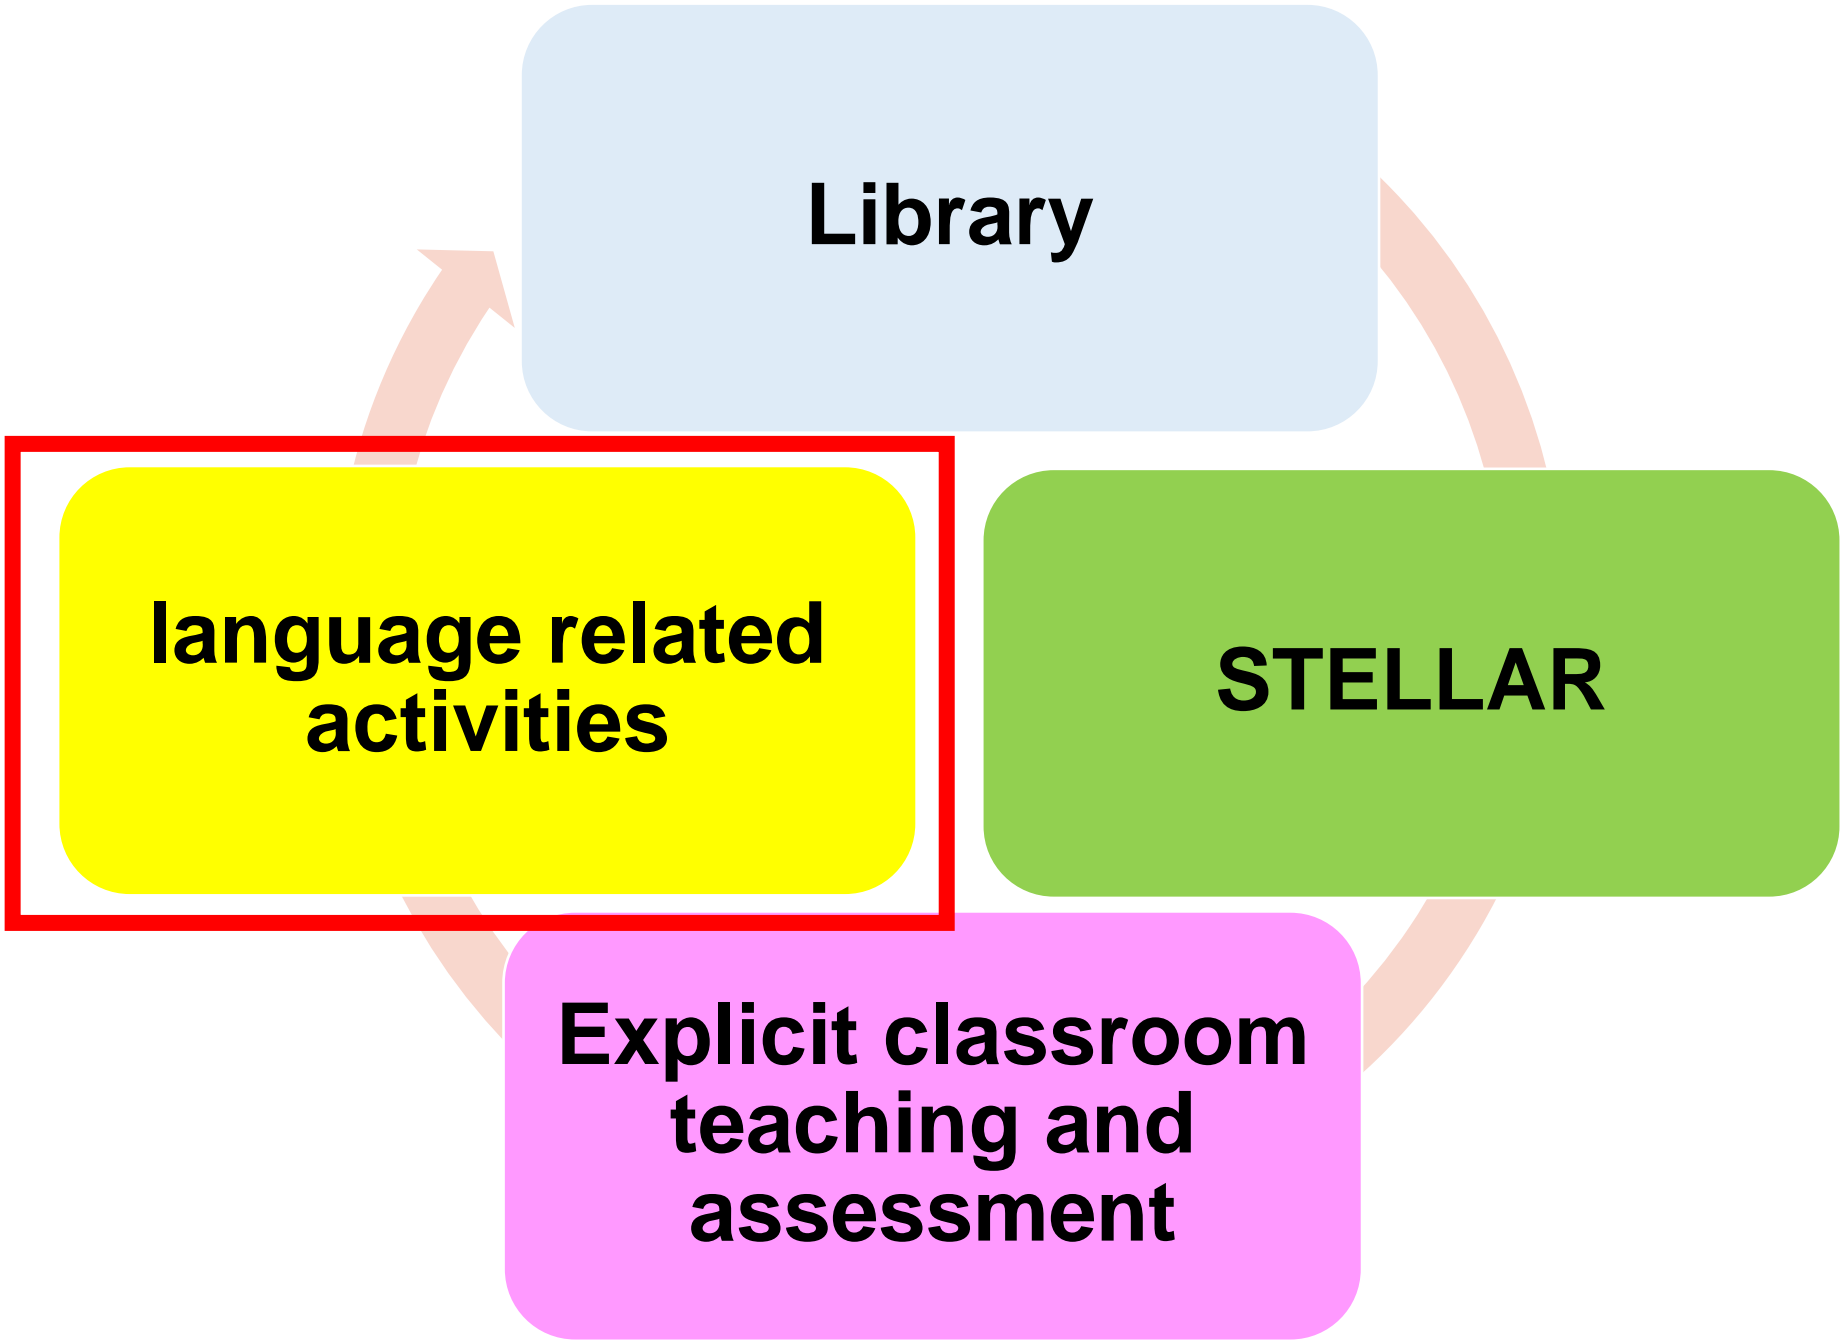 Library
language related
activities
STELLAR
Explicit classroom
teaching and
assessment